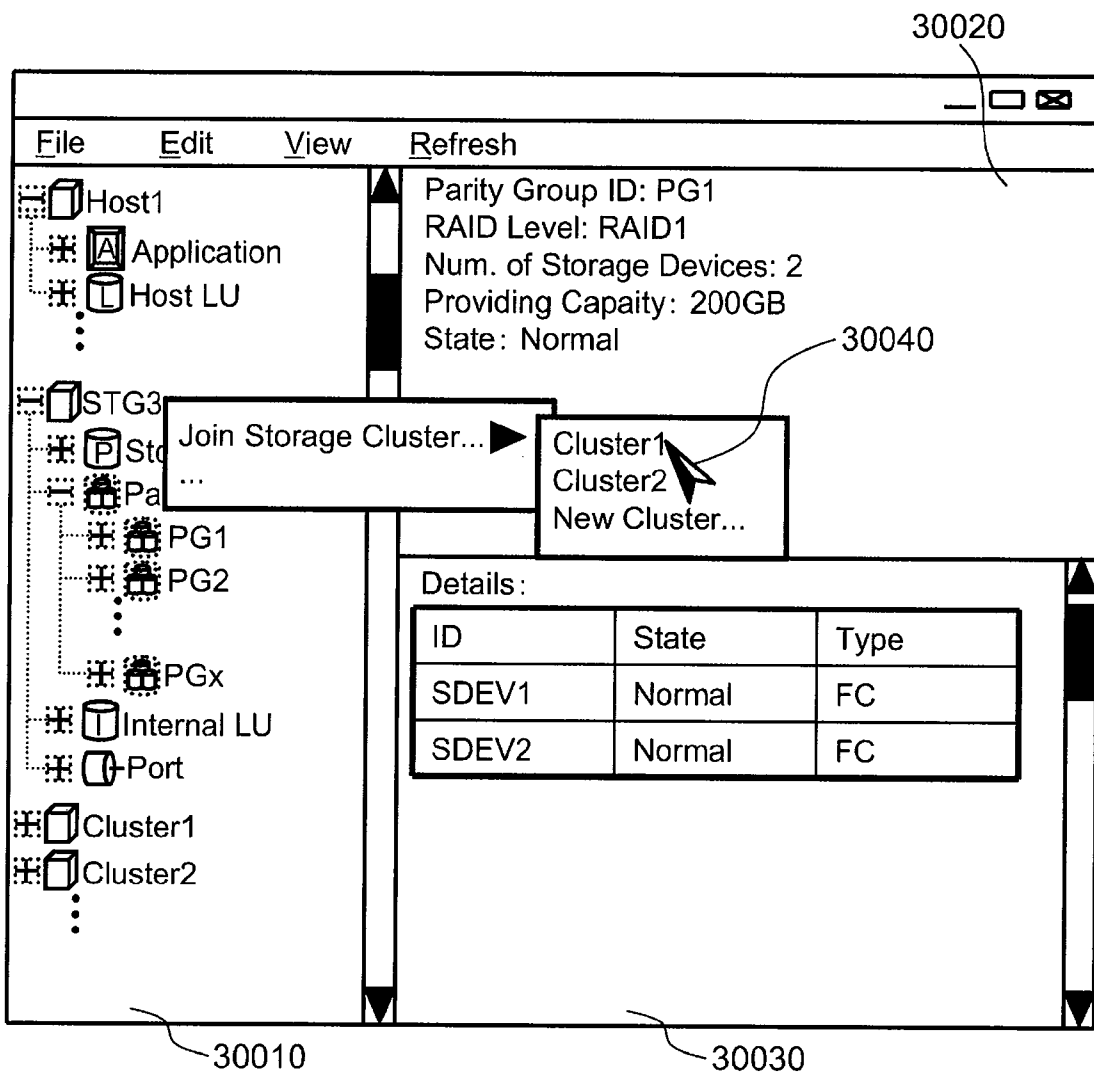 30020
File Edit View Refresh
Host1
A Application
L Host LU
STG3
P Sto
Pa
PG1
PG2
PGx
I Internal LU
Port
Cluster1
Cluster2
Parity Group ID: PG1
RAID Level: RAID1
Num. of Storage Devices: 2
Providing Capaity: 200GB
State: Normal
30040
Join Storage Cluster...
...
Cluster1
Cluster2
New Cluster...
Details:
ID State Type
SDEV1 Normal FC
SDEV2 Normal FC
30010
30030